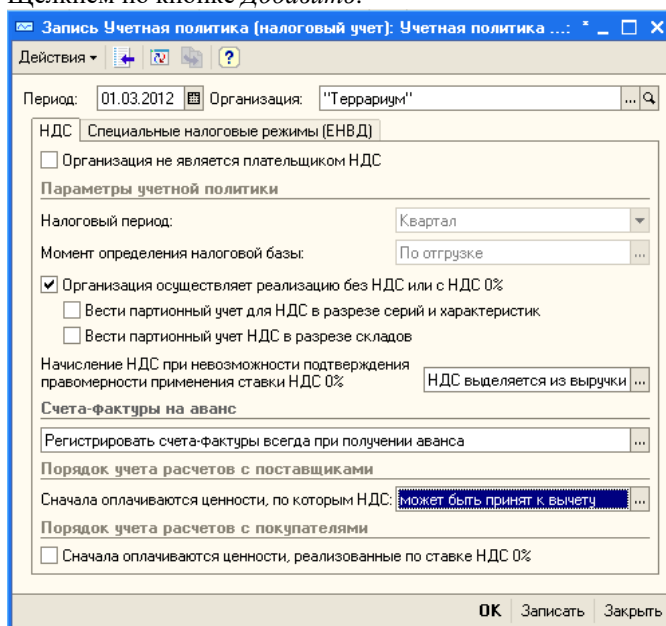 Щелкнем по кнопке Добавить.
Запись Учетная политика (налоговый учет): Учетная политика ...: *
Действия
Период: 01.03.2012 Организация: "Террариум" ...
НДС Специальные налоговые режимы (ЕНВД)
Организация не является плательщиком НДС
Параметры учетной политики
Налоговый период: Квартал
Момент определения налоговой базы: По отгрузке ...
Организация осуществляет реализацию без НДС или с НДС 0%
Вести партионный учет для НДС в разрезе серий и характеристик
Вести партионный учет НДС в разрезе складов
Начисление НДС при невозможности подтверждения
правомерности применения ставки НДС 0% НДС выделяется из выручки ...
Счета-фактуры на аванс
Регистрировать счета-фактуры всегда при получении аванса ...
Порядок учета расчетов с поставщиками
Сначала оплачиваются ценности, по которым НДС: может быть принят к вычету ...
Порядок учета расчетов с покупателями
Сначала оплачиваются ценности, реализованные по ставке НДС 0%
OK Записать Закрыть